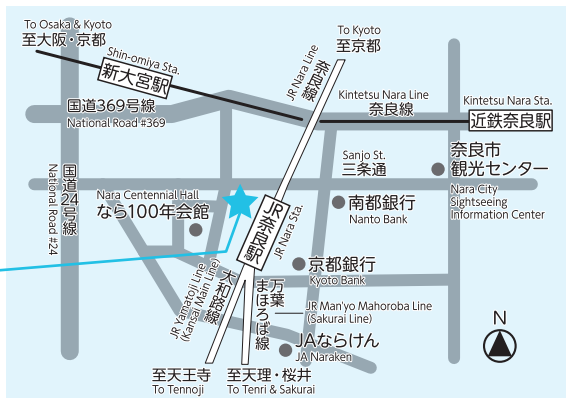 To Osaka & Kyoto
至大阪・京都
Shin-omiya Sta.
新大宮駅
国道369号線
National Road #369
To Kyoto
至京都
JR Nara Line
奈良線
Kintetsu Nara Line
奈良線
Kintetsu Nara Sta.
近鉄奈良駅
Sanjo St.
三条通
奈良市
観光センター
Nara City
Sightseeing
Information Center
国道24号線
National Road #24
Nara Centennial Hall
なら100年会館
JR奈良駅
JR Nara Sta.
南都銀行
Nanto Bank
京都銀行
Kyoto Bank
JR Yamatoji Line
(Kansai Main Line)
大和路線
万葉
まほろば線
JR Man'yo Mahoroba Line
(Sakurai Line)
JAならけん
JA Naraken
至天王寺
To Tennoji
至天理・桜井
To Tenri & Sakurai
N